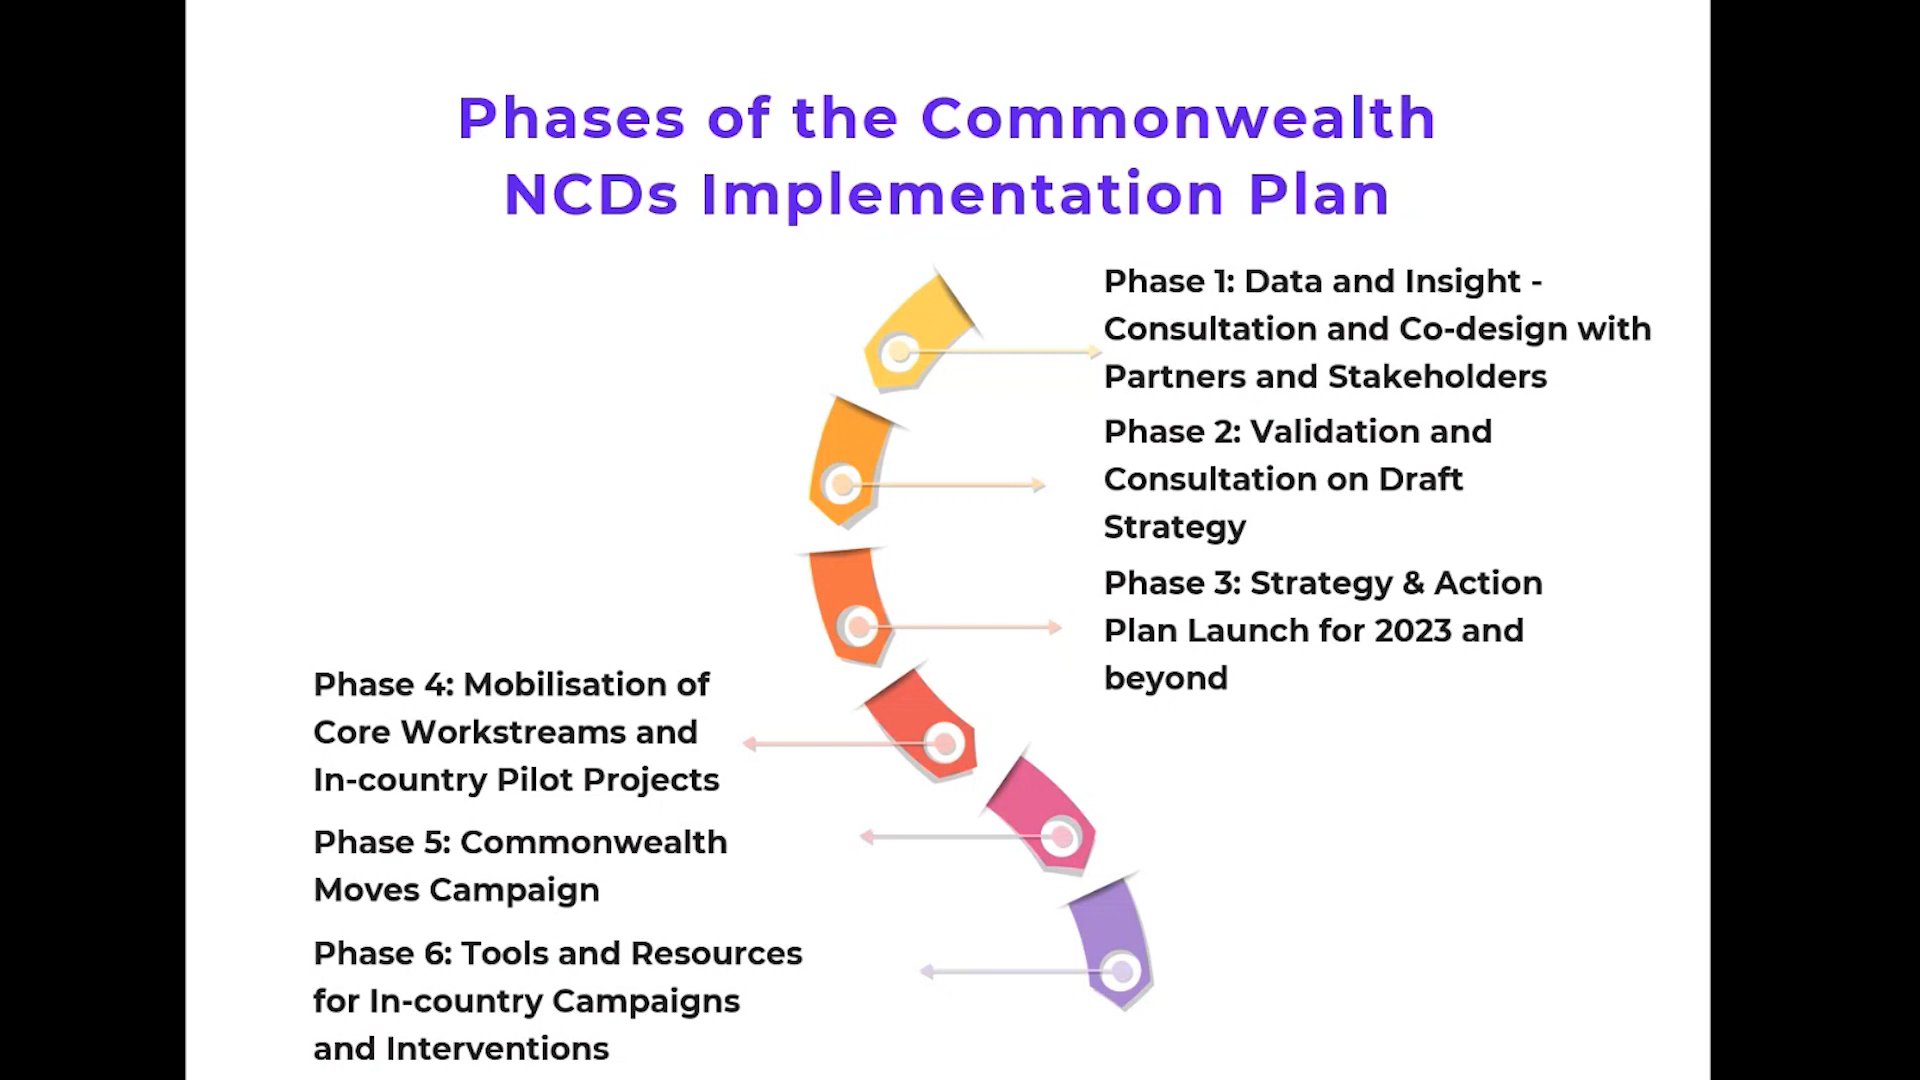 Phases of the Commonwealth
NCDs Implementation Plan
Phase 1: Data and Insight -
Consultation and Co-design with
Partners and Stakeholders
Phase 2: Validation and
Consultation on Draft
Strategy
Phase 3: Strategy & Action
Plan Launch for 2023 and
beyond
Phase 4: Mobilisation of
Core Workstreams and
In-country Pilot Projects
Phase 5: Commonwealth
Moves Campaign
Phase 6: Tools and Resources
for In-country Campaigns
and Interventions